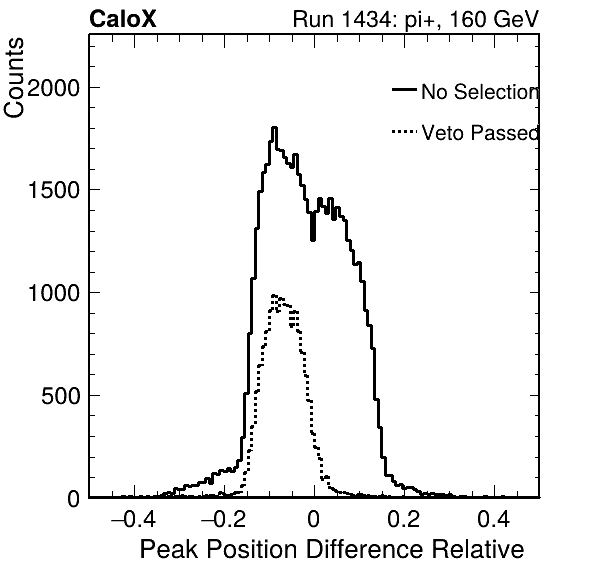 CaloX Run 1434: pi+, 160 GeV
Counts
2000
1500
1000
500
0
No Selection
Veto Passed
−0.4 −0.2 0 0.2 0.4
Peak Position Difference Relative